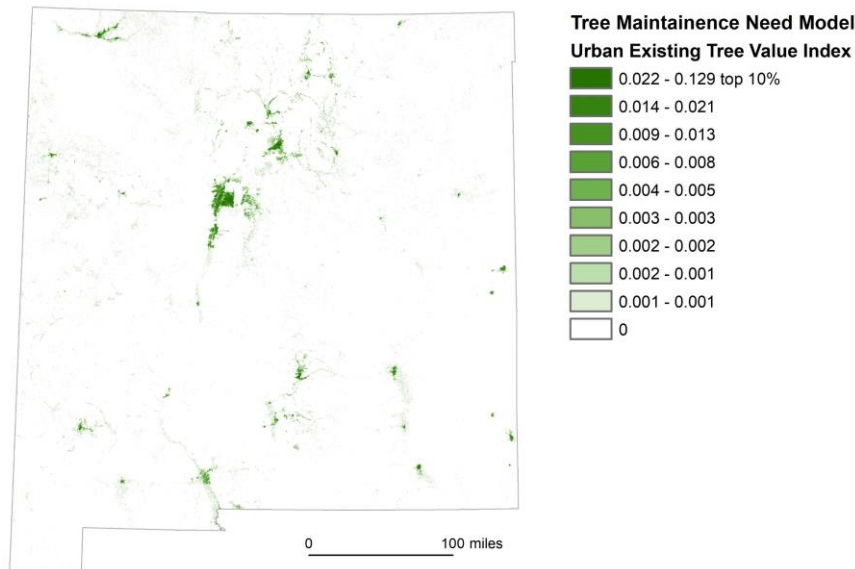 Tree Maintainence Need Model
Urban Existing Tree Value Index
0.022 - 0.129 top 10%
0.014 - 0.021
0.009 - 0.013
0.006 - 0.008
0.004 - 0.005
0.003 - 0.003
0.002 - 0.002
0.002 - 0.001
0.001 - 0.001
0
0 100 miles